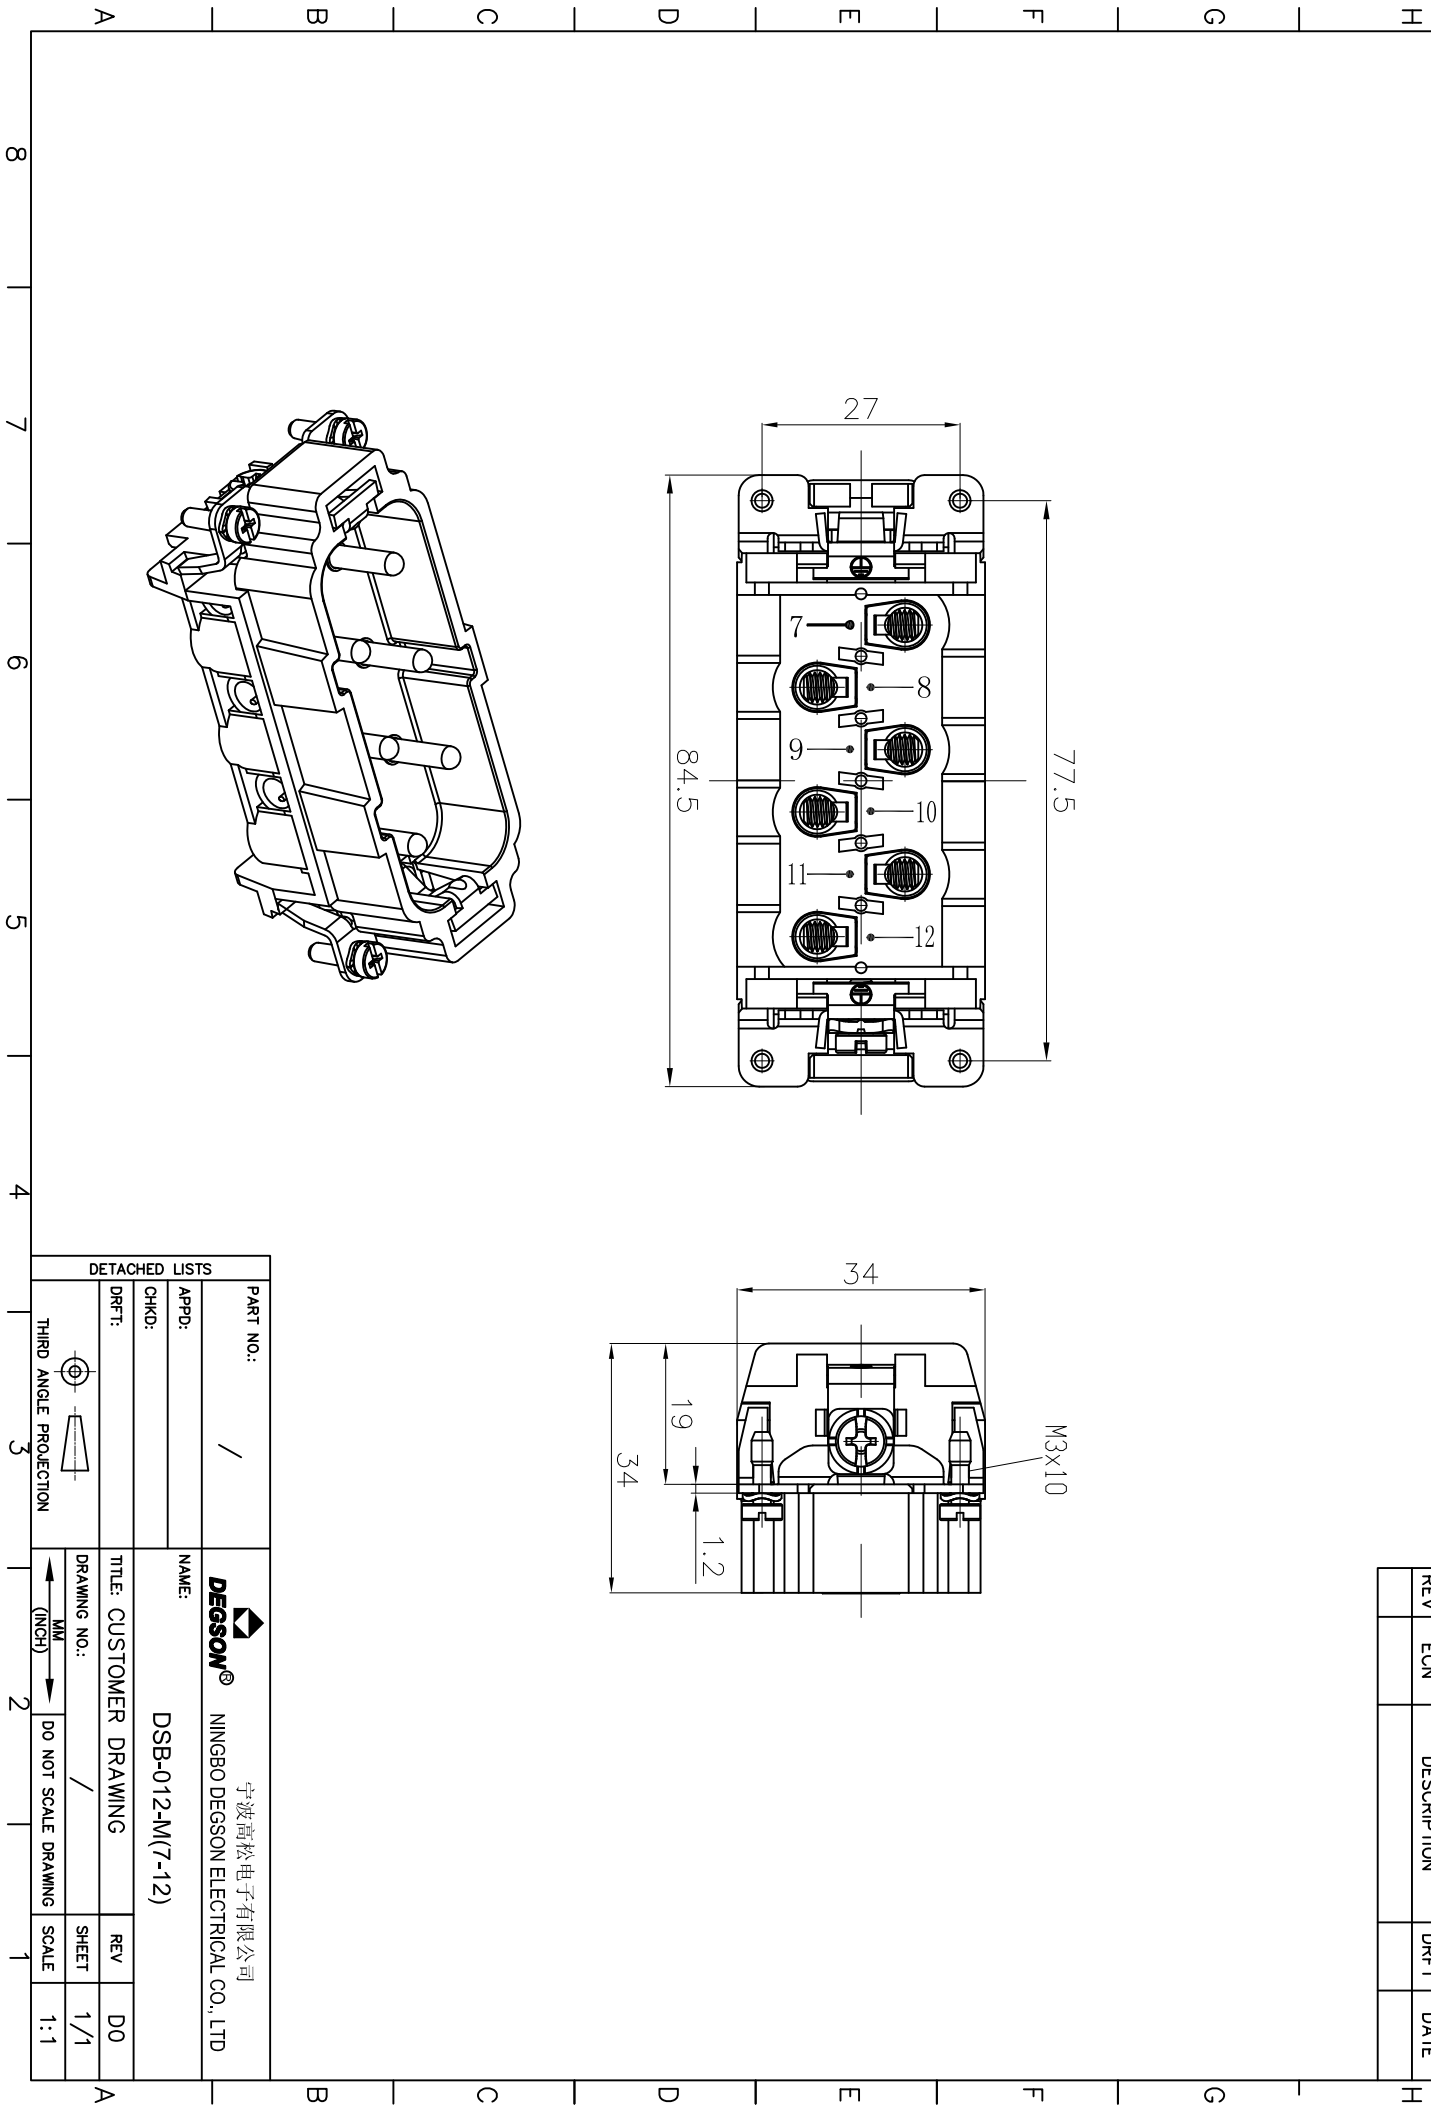 H G F E D C B A
8 7 6 5 4 3 2 1
REV ECN DESCRIPTION DRFT DATE
77.5
27
7
8
9
10
11
12
84.5
M3x10
34
1.2
19
34
DETACHED LISTS
PART NO.: /
APPD:
CHKD:
DRFT:
THIRD ANGLE PROJECTION
DEGSON®
宁波高松电子有限公司
NINGBO DEGSON ELECTRICAL CO., LTD
NAME: DSB-012-M(7-12)
TITLE: CUSTOMER DRAWING REV D0
DRAWING NO.: / SHEET 1/1
MM
(INCH)
DO NOT SCALE DRAWING SCALE 1:1
H G F E D C B A